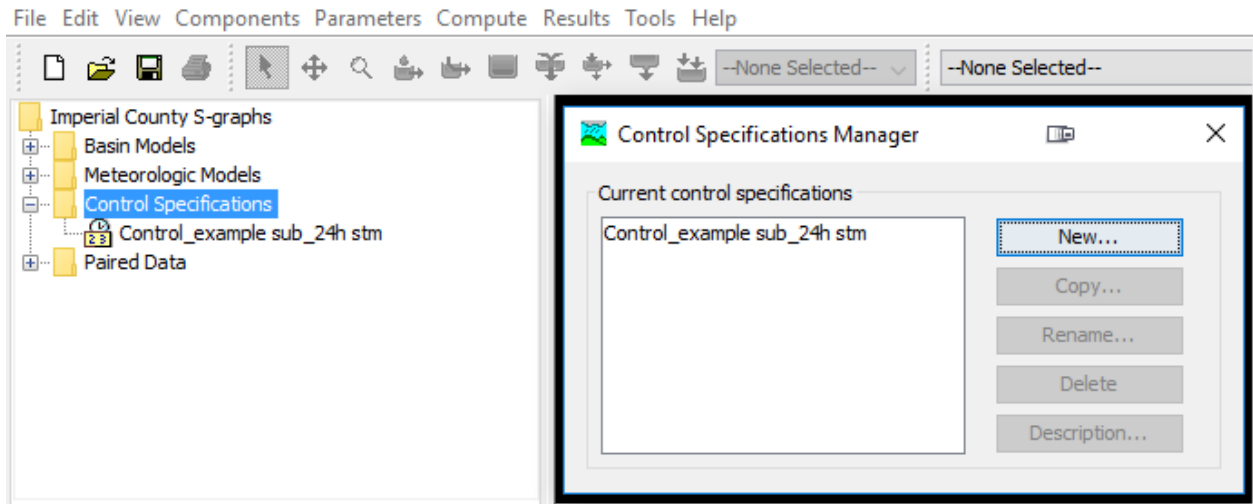 File Edit View Components Parameters Compute Results Tools Help
--None Selected-- --None Selected--
Imperial County S-graphs
Basin Models
Meteorologic Models
Control Specifications
Control_example sub_24h stm
Paired Data
Control Specifications Manager
Current control specifications
Control_example sub_24h stm
New...
Copy...
Rename...
Delete
Description...